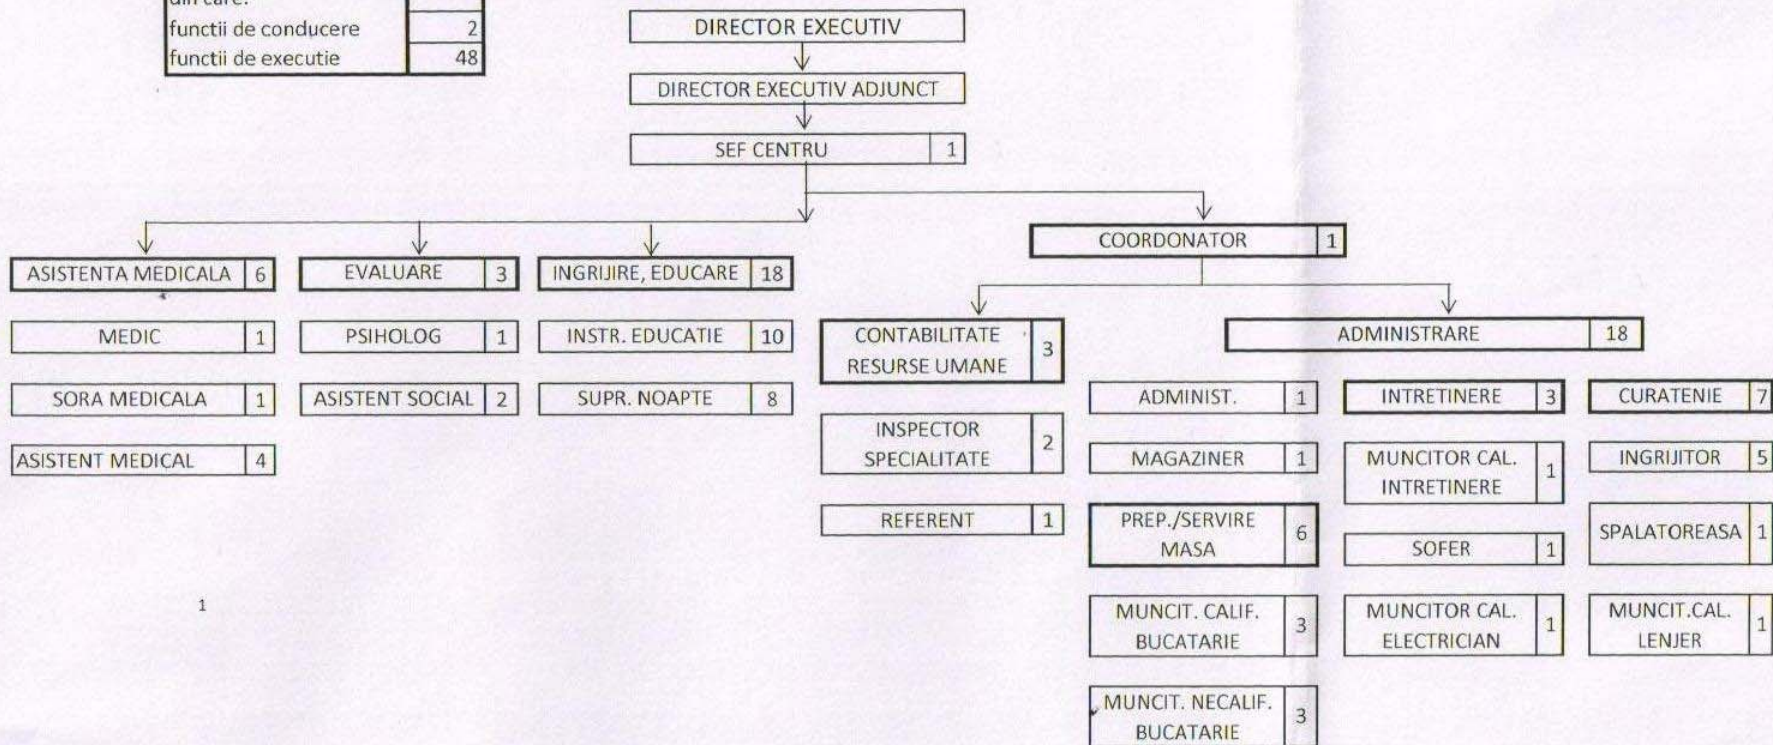 din care:
functii de conducere 2
functii de executie 48
DIRECTOR EXECUTIV
DIRECTOR EXECUTIV ADJUNCT
SEF CENTRU 1
COORDONATOR 1
ASISTENTA MEDICALA 6
MEDIC 1
SORA MEDICALA 1
ASISTENT MEDICAL 4
EVALUARE 3
PSIHOLOG 1
ASISTENT SOCIAL 2
INGRIJIRE, EDUCARE 18
INSTR. EDUCATIE 10
SUPR. NOAPTE 8
CONTABILITATE
RESURSE UMANE 3
INSPECTOR
SPECIALITATE 2
REFERENT 1
ADMINISTRARE 18
ADMINIST. 1
MAGAZINER 1
PREP./SERVIRE
MASA 6
MUNCIT. CALIF.
BUCATARIE 3
MUNCIT. NECALIF.
BUCATARIE 3
INTRETINERE 3
MUNCITOR CAL.
INTRETINERE 1
SOFER 1
MUNCITOR CAL.
ELECTRICIAN 1
CURATENIE 7
INGRIJITOR 5
SPALATOREASA 1
MUNCIT.CAL.
LENJER 1
1